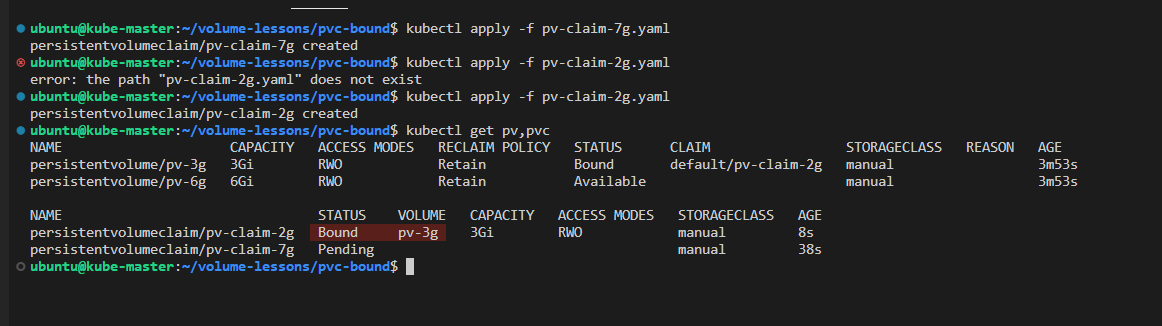 ubuntu@kube-master:~/volume-lessons/pvc-bound$ kubectl apply -f pv-claim-7g.yaml
persistentvolumeclaim/pv-claim-7g created
ubuntu@kube-master:~/volume-lessons/pvc-bound$ kubectl apply -f pv-claim-2g.yaml
error: the path "pv-claim-2g.yaml" does not exist
ubuntu@kube-master:~/volume-lessons/pvc-bound$ kubectl apply -f pv-claim-2g.yaml
persistentvolumeclaim/pv-claim-2g created
ubuntu@kube-master:~/volume-lessons/pvc-bound$ kubectl get pv,pvc
NAME CAPACITY ACCESS MODES RECLAIM POLICY STATUS CLAIM STORAGECLASS REASON AGE
persistentvolume/pv-3g 3Gi RWO Retain Bound default/pv-claim-2g manual 3m53s
persistentvolume/pv-6g 6Gi RWO Retain Available manual 3m53s
NAME STATUS VOLUME CAPACITY ACCESS MODES STORAGECLASS AGE
persistentvolumeclaim/pv-claim-2g Bound pv-3g 3Gi RWO manual 8s
persistentvolumeclaim/pv-claim-7g Pending manual 38s
ubuntu@kube-master:~/volume-lessons/pvc-bound$